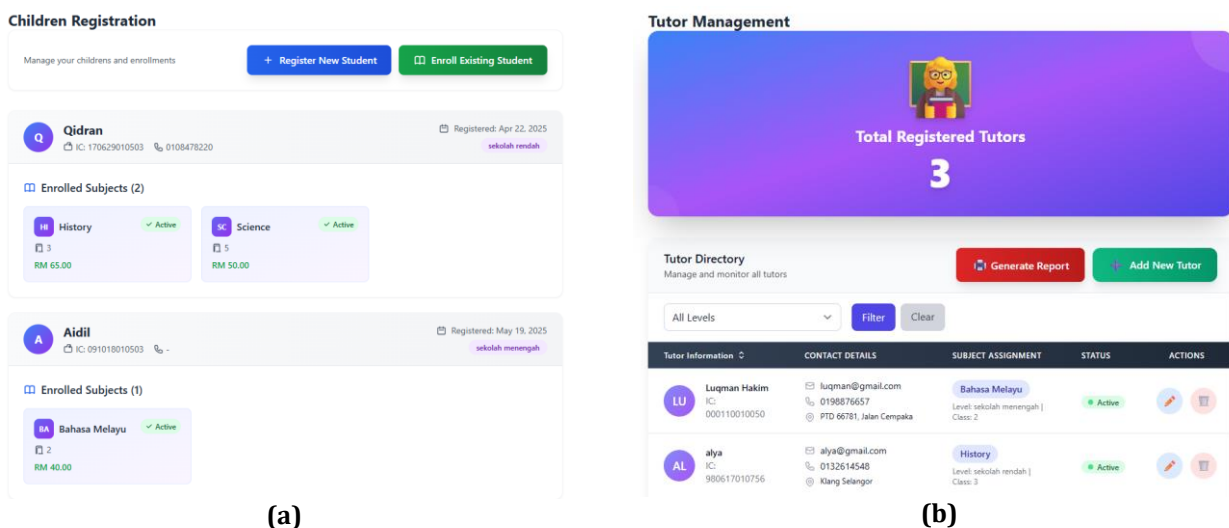 Children Registration
Manage your childrens and enrollments
+ Register New Student
Enroll Existing Student
Q
Qidran
IC: 170629010503 0108478220
Registered: Apr 22, 2025
sekolah rendah
Enrolled Subjects (2)
HI History ✓ Active
3
RM 65.00
SC Science ✓ Active
5
RM 50.00
A
Aidil
IC: 091018010503 -
Registered: May 19, 2025
sekolah menengah
Enrolled Subjects (1)
BA Bahasa Melayu ✓ Active
2
RM 40.00
(a)
Tutor Management
Total Registered Tutors
3
Tutor Directory
Manage and monitor all tutors
Generate Report
Add New Tutor
All Levels
Filter
Clear
Tutor Information CONTACT DETAILS SUBJECT ASSIGNMENT STATUS ACTIONS
LU
Luqman Hakim
IC:
000110010050
luqman@gmail.com
0198876657
PTD 66781, Jalan Cempaka
Bahasa Melayu
Level: sekolah menengah |
Class: 2
Active
AL
alya
IC:
980617010756
alya@gmail.com
0132614548
Klang Selangor
History
Level: sekolah rendah |
Class: 3
Active
(b)